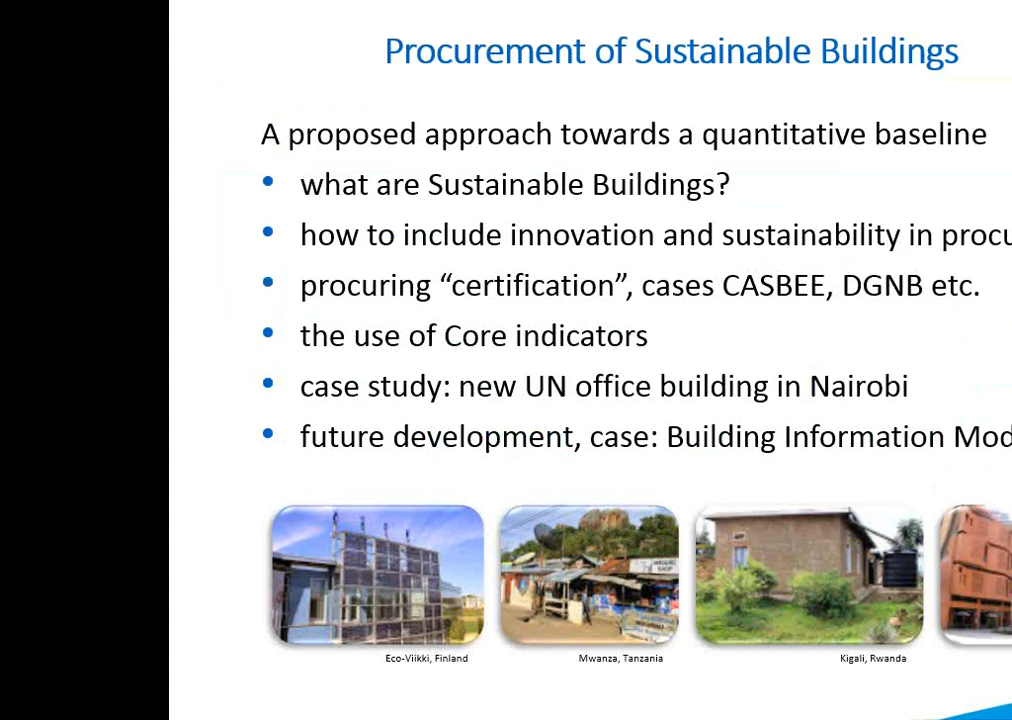 Procurement of Sustainable Buildings
A proposed approach towards a quantitative baseline
• what are Sustainable Buildings?
• how to include innovation and sustainability in procu
• procuring “certification”, cases CASBEE, DGNB etc.
• the use of Core indicators
• case study: new UN office building in Nairobi
• future development, case: Building Information Mod
Eco-Viikki, Finland
Mwanza, Tanzania
Kigali, Rwanda